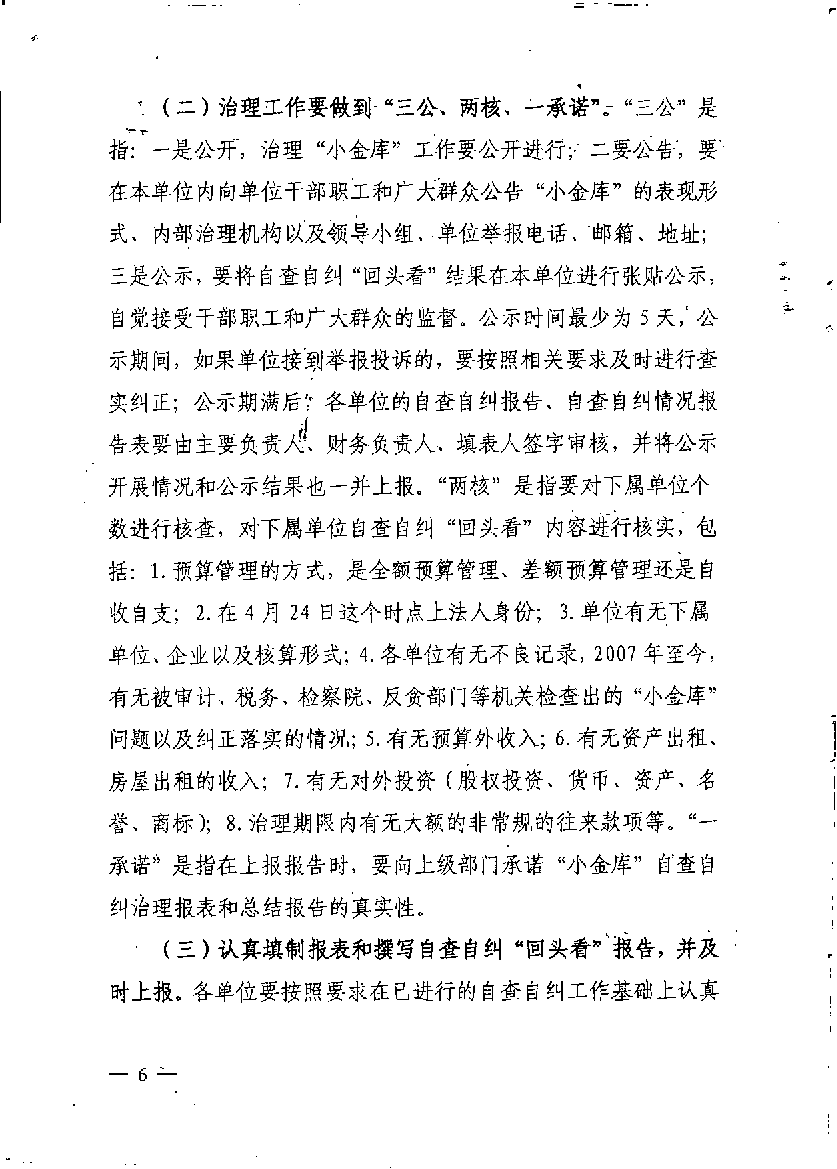 （二）治理工作要做到“三公、两核、一承诺”。“三公”是
指：一是公开，治理“小金库”工作要公开进行；二要公告，要
在本单位内向单位干部职工和广大群众公告“小金库”的表现形
式、内部治理机构以及领导小组、单位举报电话、邮箱、地址；
三是公示，要将自查自纠“回头看”结果在本单位进行张贴公示，
自觉接受干部职工和广大群众的监督。公示时间最少为5天，公
示期间，如果单位接到举报投诉的，要按照相关要求及时进行查
实纠正；公示期满后，各单位的自查自纠报告、自查自纠情况报
告表要由主要负责人、财务负责人、填表人签字审核，并将公示
开展情况和公示结果也一并上报。“两核”是指要对下属单位个
数进行核查，对下属单位自查自纠“回头看”内容进行核实，包
括：1.预算管理的方式，是全额预算管理、差额预算管理还是自
收自支；2.在4月24日这个时点上法人身份；3.单位有无下属
单位、企业以及核算形式；4.各单位有无不良记录，2007年至今，
有无被审计、税务、检察院、反贪部门等机关检查出的“小金库”
问题以及纠正落实的情况；5.有无预算外收入；6.有无资产出租、
房屋出租的收入；7.有无对外投资（股权投资、货币、资产、名
誉、商标）；8.治理期限内有无大额的非常规的往来款项等。“一
承诺”是指在上报报告时，要向上级部门承诺“小金库”自查自
纠治理报表和总结报告的真实性。
（三）认真填制报表和撰写自查自纠“回头看”报告，并及
时上报。各单位要按照要求在已进行的自查自纠工作基础上认真
— 6 —